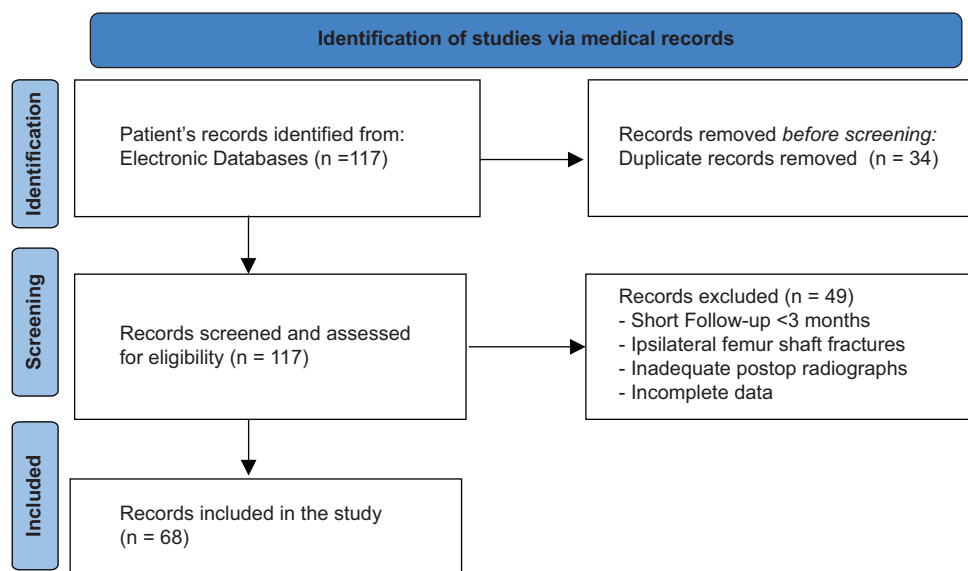 Identification of studies via medical records
Identification
Patient's records identified from:
Electronic Databases (n =117)
Records removed before screening:
Duplicate records removed (n = 34)
Screening
Records screened and assessed
for eligibility (n = 117)
Records excluded (n = 49)
- Short Follow-up <3 months
- Ipsilateral femur shaft fractures
- Inadequate postop radiographs
- Incomplete data
Included
Records included in the study
(n = 68)